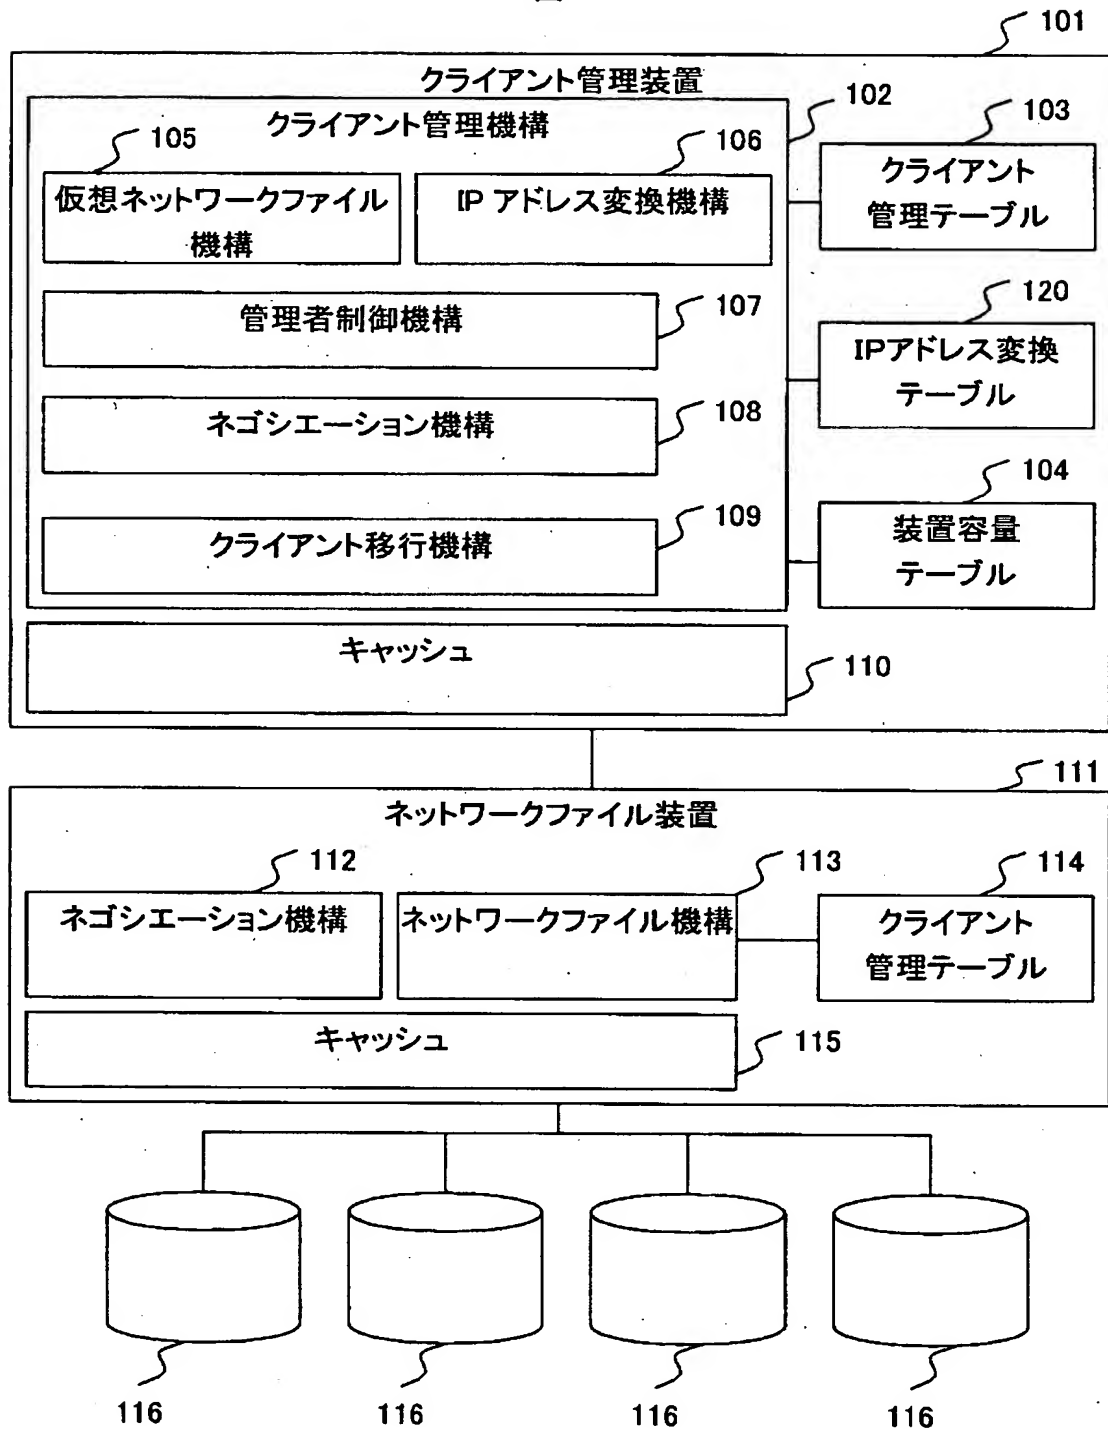 101
クライアント管理装置
クライアント管理機構
102
103
105
106
クライアント
管理テーブル
仮想ネットワークファイル
機構
IP アドレス変換機構
107
管理者制御機構
120
IPアドレス変換
テーブル
ネゴシエーション機構
108
104
クライアント移行機構
109
装置容量
テーブル
キャッシュ
110
111
ネットワークファイル装置
112
113
114
ネゴシエーション機構
ネットワークファイル機構
クライアント
管理テーブル
キャッシュ
115
116
116
116
116